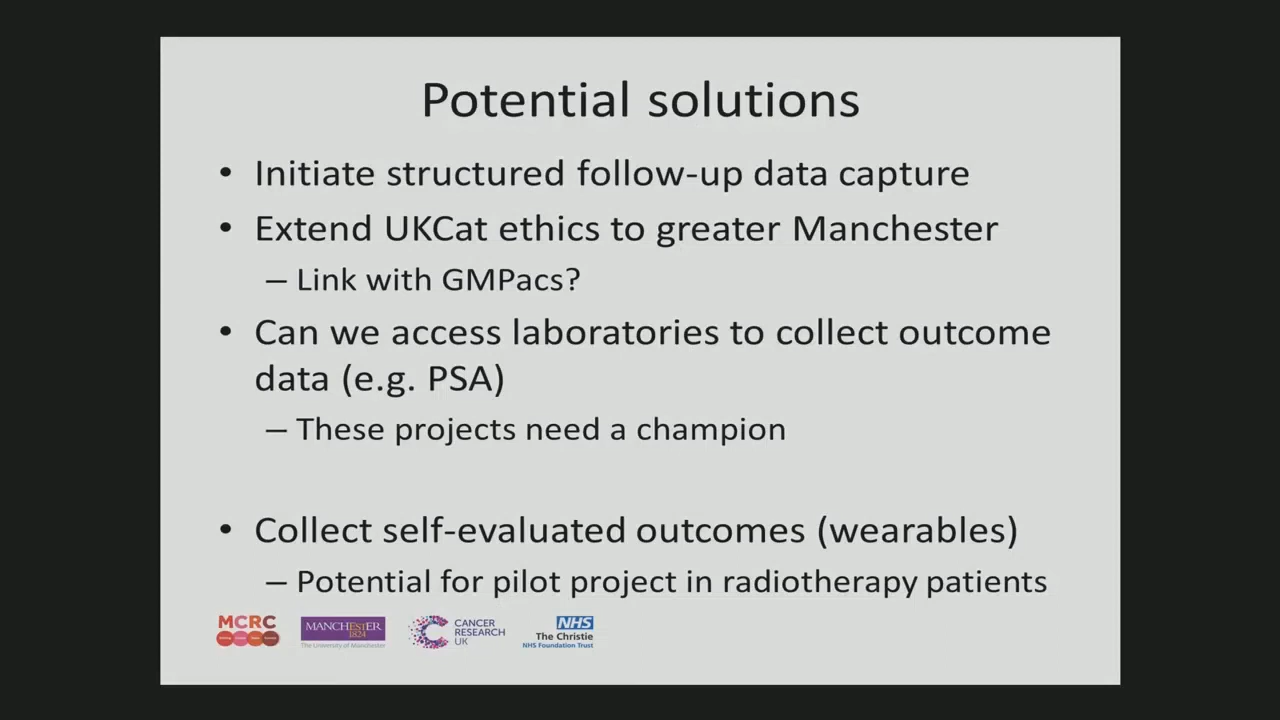 Potential solutions
• Initiate structured follow-up data capture
• Extend UKCat ethics to greater Manchester
– Link with GMPacs?
• Can we access laboratories to collect outcome
data (e.g. PSA)
– These projects need a champion
• Collect self-evaluated outcomes (wearables)
– Potential for pilot project in radiotherapy patients
MCRC
MANCHESTER
1824
The University of Manchester
CANCER
RESEARCH
UK
NHS
The Christie
NHS Foundation Trust